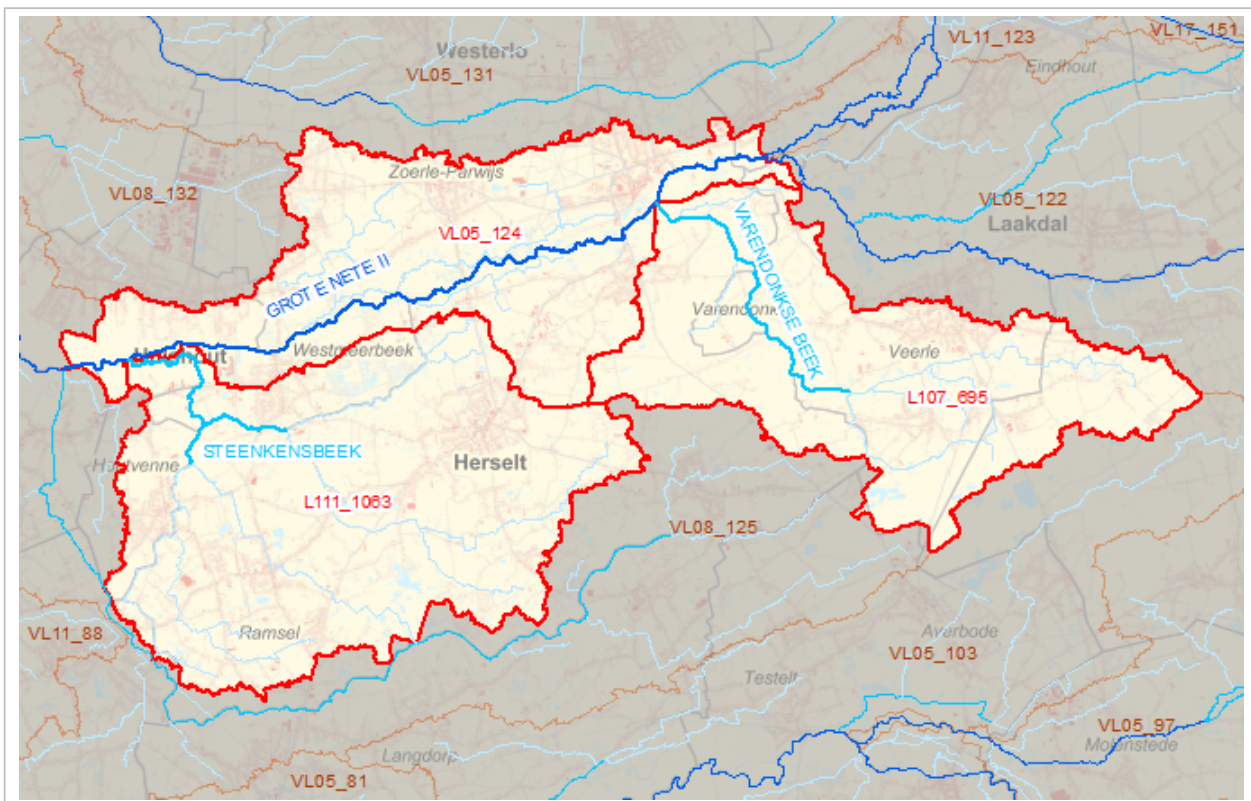 VL11_123
VL17_151
Westerlo
Eindhout
VL05_131
Zoerle-Parwijs
VL08_132
VL05_122
Laakdal
VL05_124
VARENDONKSE BEEK
GROTE NETE II
Varendonk
Westmeerbeek
Veerle
L107_695
STEENKENSBEEK
Herselt
Houtvenne
L111_1063
VL08_125
VL11_88
Ramsel
Averbode
VL05_103
Testelt
VL05_97
Langdorp
Molenstede
VL05_81